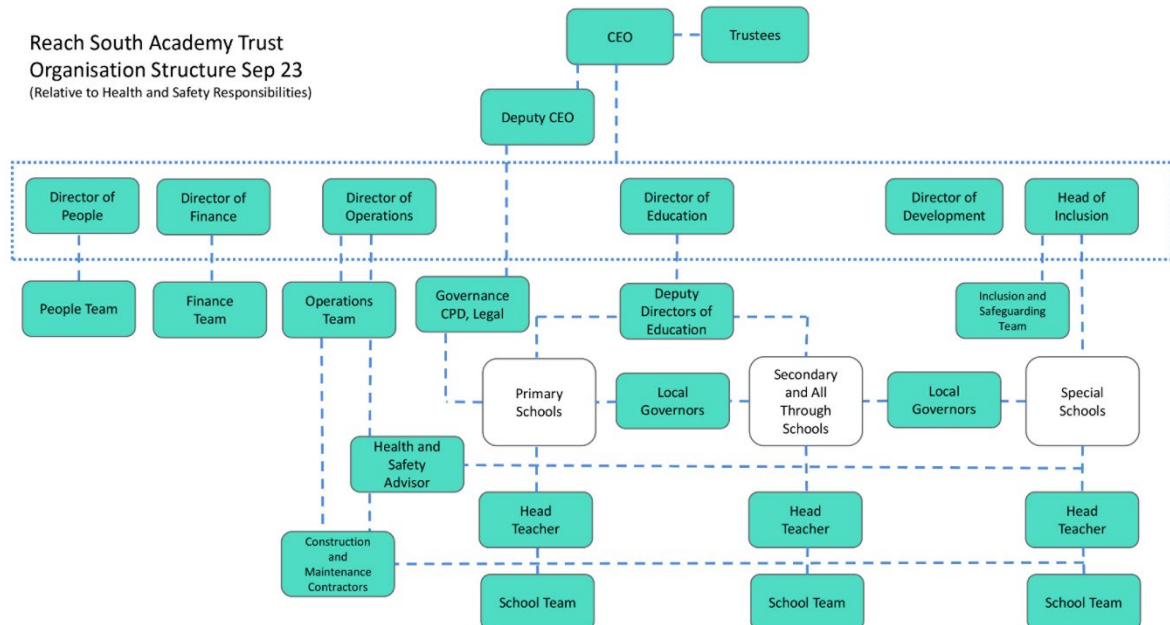 Reach South Academy Trust
Organisation Structure Sep 23
(Relative to Health and Safety Responsibilities)
CEO
Trustees
Deputy CEO
Director of
People
Director of
Finance
Director of
Operations
Director of
Education
Director of
Development
Head of
Inclusion
People Team
Finance
Team
Operations
Team
Governance
CPD, Legal
Deputy
Directors of
Education
Inclusion and
Safeguarding
Team
Primary
Schools
Local
Governors
Secondary
and All
Through
Schools
Local
Governors
Special
Schools
Health and
Safety
Advisor
Head
Teacher
Head
Teacher
Head
Teacher
Construction
and
Maintenance
Contractors
School Team
School Team
School Team